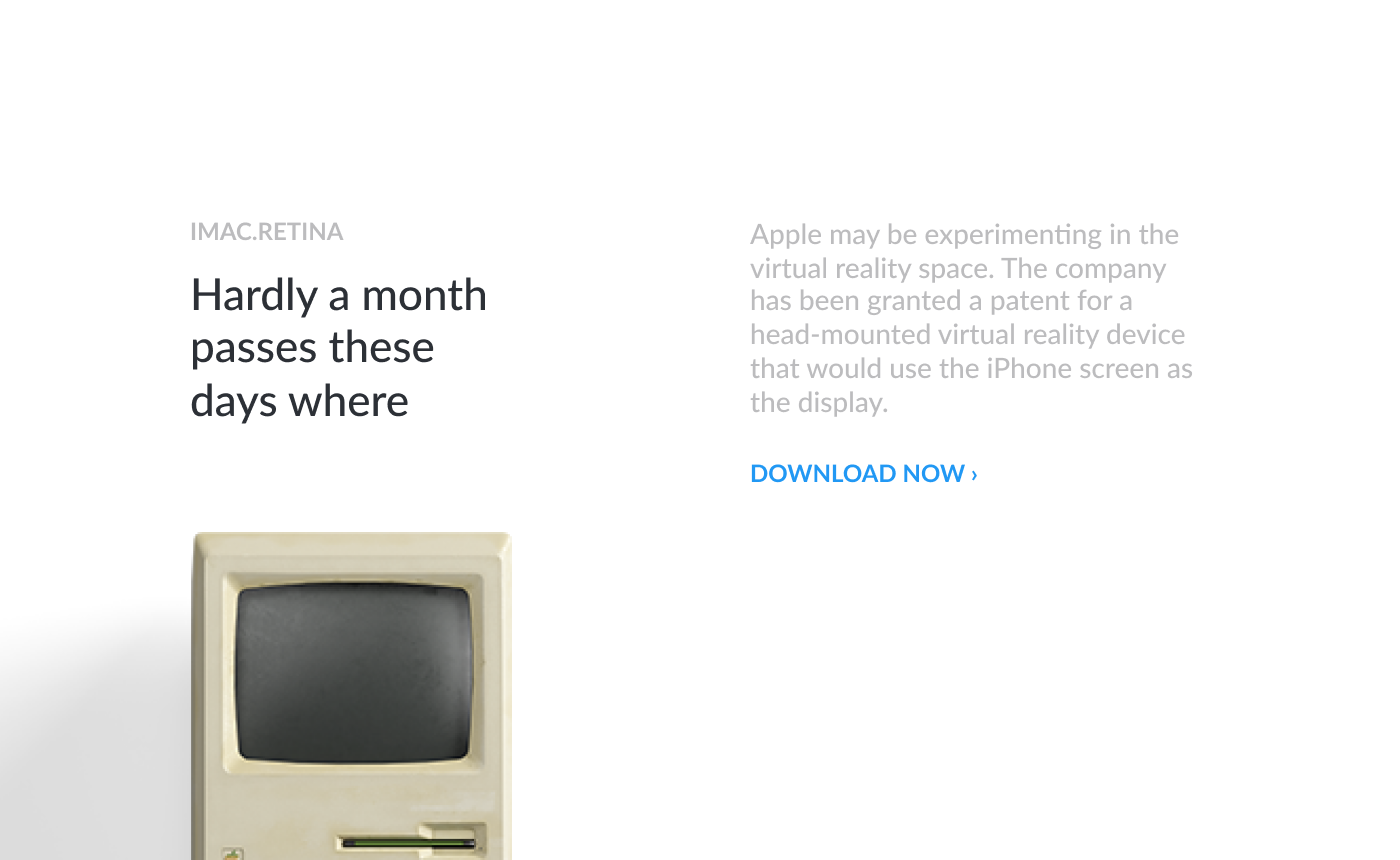 IMAC.RETINA
Hardly a month
passes these
days where
Apple may be experimenting in the
virtual reality space. The company
has been granted a patent for a
head-mounted virtual reality device
that would use the iPhone screen as
the display.
DOWNLOAD NOW ›